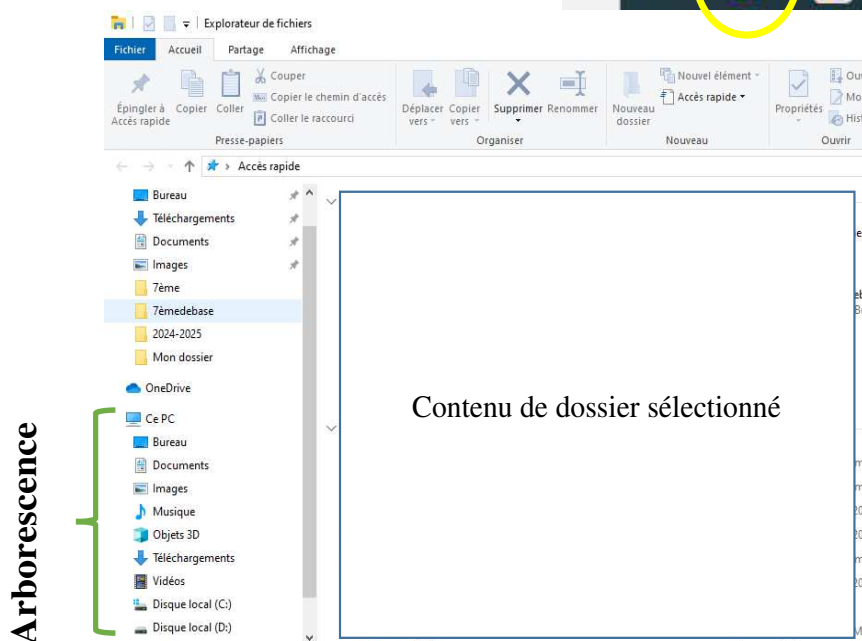 Explorateur de fichiers
Fichier Accueil Partage Affichage
Épingler à Accès rapide
Copier
Coller
Couper
Copier le chemin d'accès
Coller le raccourci
Déplacer vers
Copier vers
Supprimer
Renommer
Nouveau dossier
Nouvel élément
Accès rapide
Propriétés
Presse-papiers Organiser Nouveau Ouvrir
Accès rapide
Bureau
Téléchargements
Documents
Images
7ème
7èmedebase
2024-2025
Mon dossier
OneDrive
Ce PC
Bureau
Documents
Images
Musique
Objets 3D
Téléchargements
Vidéos
Disque local (C:)
Disque local (D:)
Contenu de dossier sélectionné
Arborescence